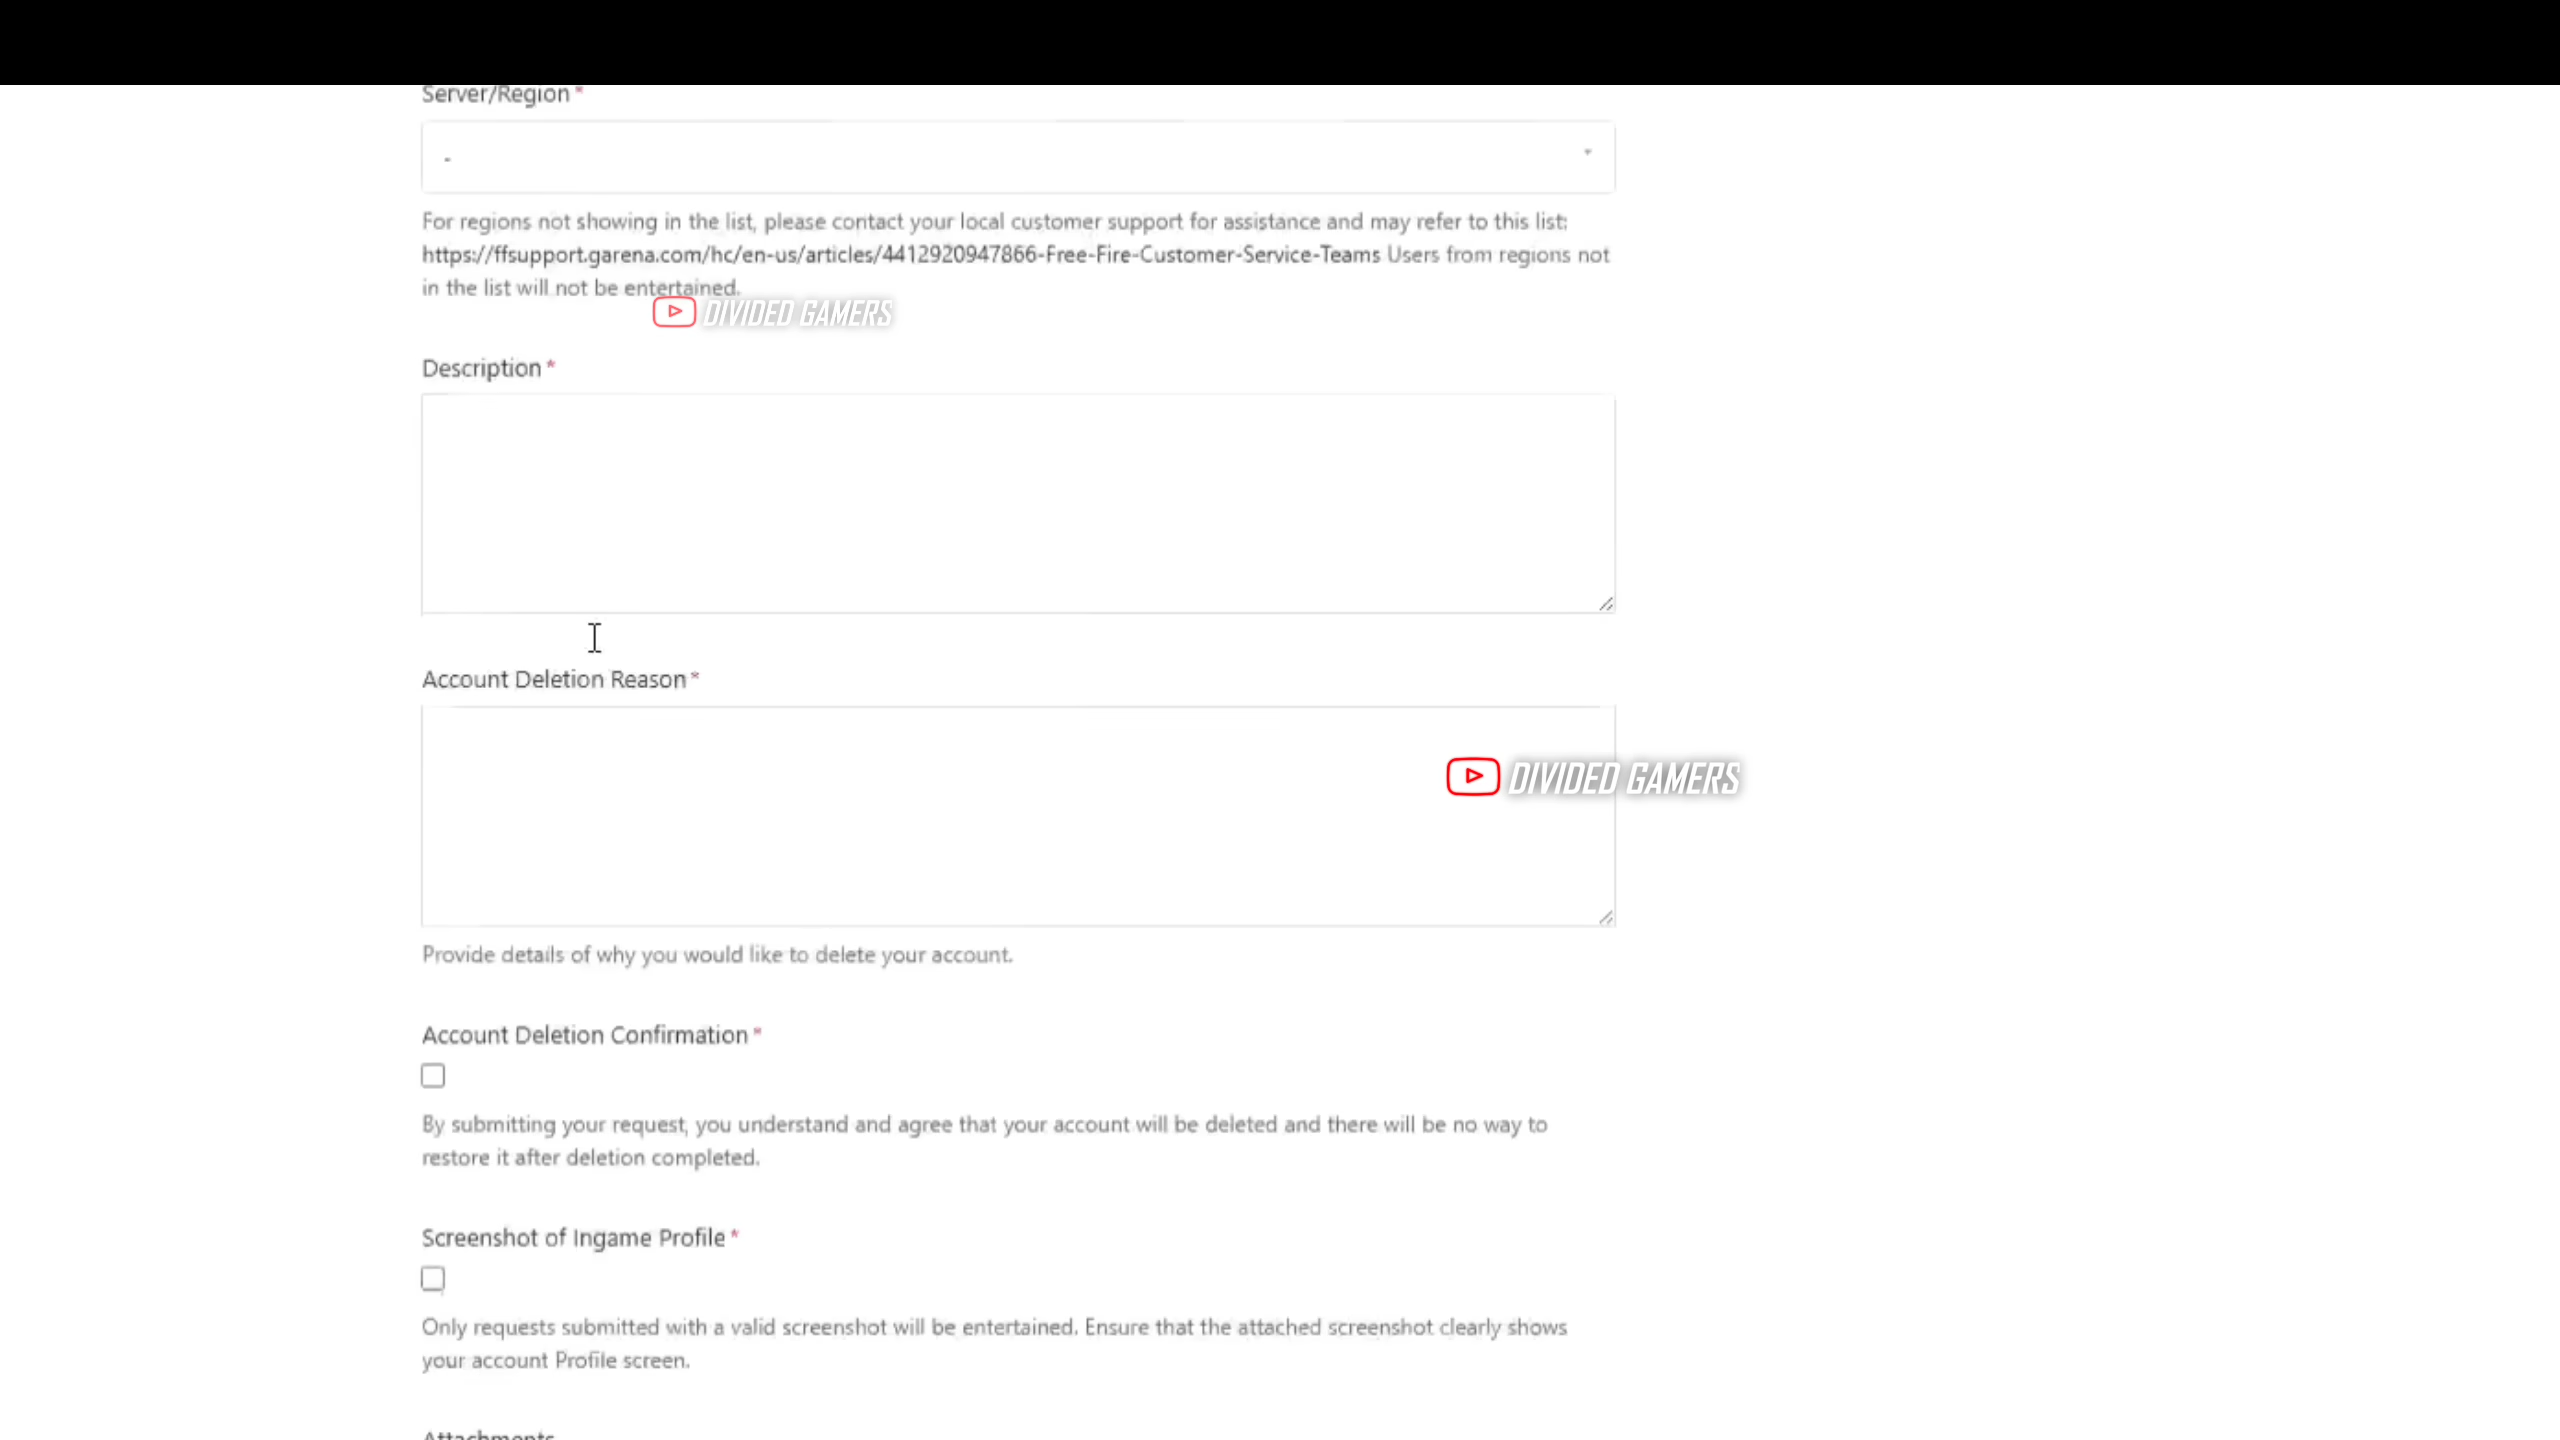 Server/Region *
-
For regions not showing in the list, please contact your local customer support for assistance and may refer to this list:
https://ffsupport.garena.com/hc/en-us/articles/4412920947866-Free-Fire-Customer-Service-Teams Users from regions not
in the list will not be entertained.
DIVIDED GAMERS
Description *
Account Deletion Reason *
DIVIDED GAMERS
Provide details of why you would like to delete your account.
Account Deletion Confirmation *
By submitting your request, you understand and agree that your account will be deleted and there will be no way to
restore it after deletion completed.
Screenshot of Ingame Profile *
Only requests submitted with a valid screenshot will be entertained. Ensure that the attached screenshot clearly shows
your account Profile screen.
Attachments